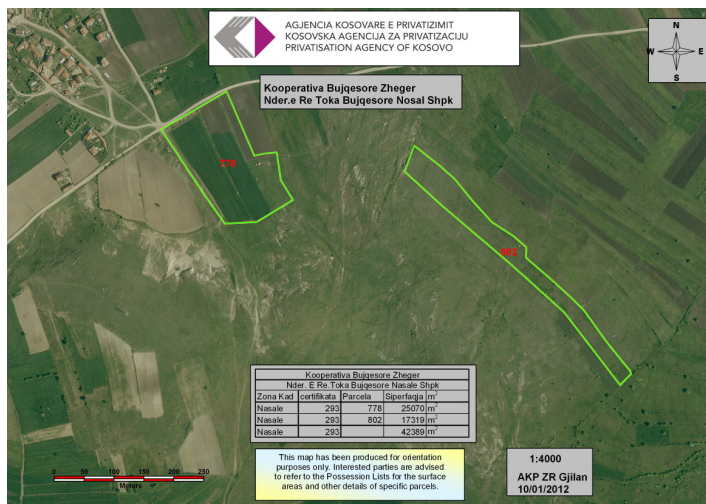 AGJENCIA KOSOVARE E PRIVATIZIMIT
KOSOVSKA AGENCIJA ZA PRIVATIZACIJU
PRIVATISATION AGENCY OF KOSOVO
N
W E
S
Kooperativa Bujqesore Zheger
Nder.e Re Toka Bujqesore Nosal Shpk
778
802
Kooperativa Bujqesore Zheger
Nder. E Re.Toka Bujqesore Nasale Shpk
Zona Kad certifikata Parcela Siperfaqja m²
Nasale 293 778 25070 m²
Nasale 293 802 17319 m²
Nasale 293 42389 m²
This map has been produced for orientation
purposes only. Interested parties are advised
to refer to the Possession Lists for the surface
areas and other details of specific parcels.
1:4000
AKP ZR Gjilan
10/01/2012
0 50 100 150 200 250
Meters